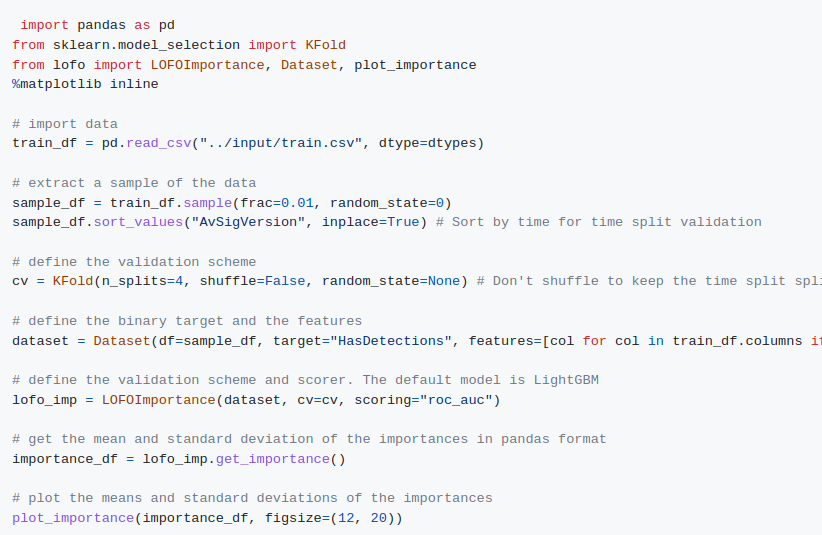 import pandas as pd
from sklearn.model_selection import KFold
from lofo import LOFOImportance, Dataset, plot_importance
%matplotlib inline
# import data
train_df = pd.read_csv("../input/train.csv", dtype=dtypes)
# extract a sample of the data
sample_df = train_df.sample(frac=0.01, random_state=0)
sample_df.sort_values("AvSigVersion", inplace=True) # Sort by time for time split validation
# define the validation scheme
cv = KFold(n_splits=4, shuffle=False, random_state=None) # Don't shuffle to keep the time split
# define the binary target and the features
dataset = Dataset(df=sample_df, target="HasDetections", features=[col for col in train_df.columns
# define the validation scheme and scorer. The default model is LightGBM
lofo_imp = LOFOImportance(dataset, cv=cv, scoring="roc_auc")
# get the mean and standard deviation of the importances in pandas format
importance_df = lofo_imp.get_importance()
# plot the means and standard deviations of the importances
plot_importance(importance_df, figsize=(12, 20))